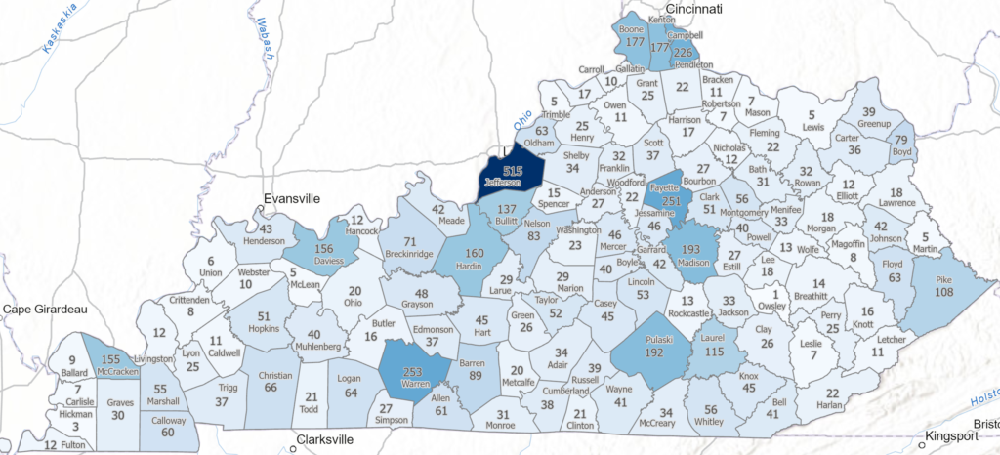 Cincinnati
Kenton
Boone
177
177
Campbell
226
Pendleton
Kaskaskia
Wabash
Ohio
Carroll
10
Gallatin
Grant
25
22
Bracken
11
Robertson
7
7
Mason
5
Trimble
17
Owen
11
Harrison
17
Fleming
22
5
Lewis
39
Greenup
63
Oldham
25
Henry
Scott
37
Nicholas
12
Carter
36
79
Boyd
L
515
Jefferson
Shelby
34
32
Franklin
Woodford
22
27
Bourbon
Bath
31
32
Rowan
12
Elliott
18
Lawrence
Anderson
27
Fayette
251
Clark
51
56
Montgomery
Menifee
33
18
Morgan
42
Johnson
5
Martin
15
Spencer
137
Bullitt
Nelson
83
Washington
23
46
Mercer
Jessamine
46
Garrard
42
193
Madison
40
Powell
27
Estill
13
Wolfe
Magoffin
8
Floyd
63
Pike
108
Evansville
43
Henderson
156
Daviess
12
Hancock
42
Meade
71
Breckinridge
160
Hardin
29
Larue
29
Marion
40
Boyle
Lincoln
53
13
Rockcastle
33
Jackson
Lee
18
1
Owsley
14
Breathitt
Perry
25
16
Knott
Letcher
11
6
Union
Webster
10
5
McLean
20
Ohio
48
Grayson
45
Hart
Green
26
Taylor
52
Casey
45
Pulaski
192
Laurel
115
Clay
26
Leslie
7
Cape Girardeau
Crittenden
8
51
Hopkins
40
Muhlenberg
Butler
16
Edmonson
37
Barren
89
20
Metcalfe
34
Adair
39
Russell
Wayne
41
Knox
45
22
Harlan
9
Ballard
155
McCracken
12
Livingston
Lyon
25
11
Caldwell
Christian
66
Logan
64
253
Warren
Allen
61
Cumberland
38
34
McCreary
56
Whitley
Bell
41
7
Carlisle
Hickman
3
Graves
30
55
Marshall
Calloway
60
Trigg
37
21
Todd
27
Simpson
31
Monroe
21
Clinton
12
Fulton
Clarksville
Kingsport
Holsto
Bristo